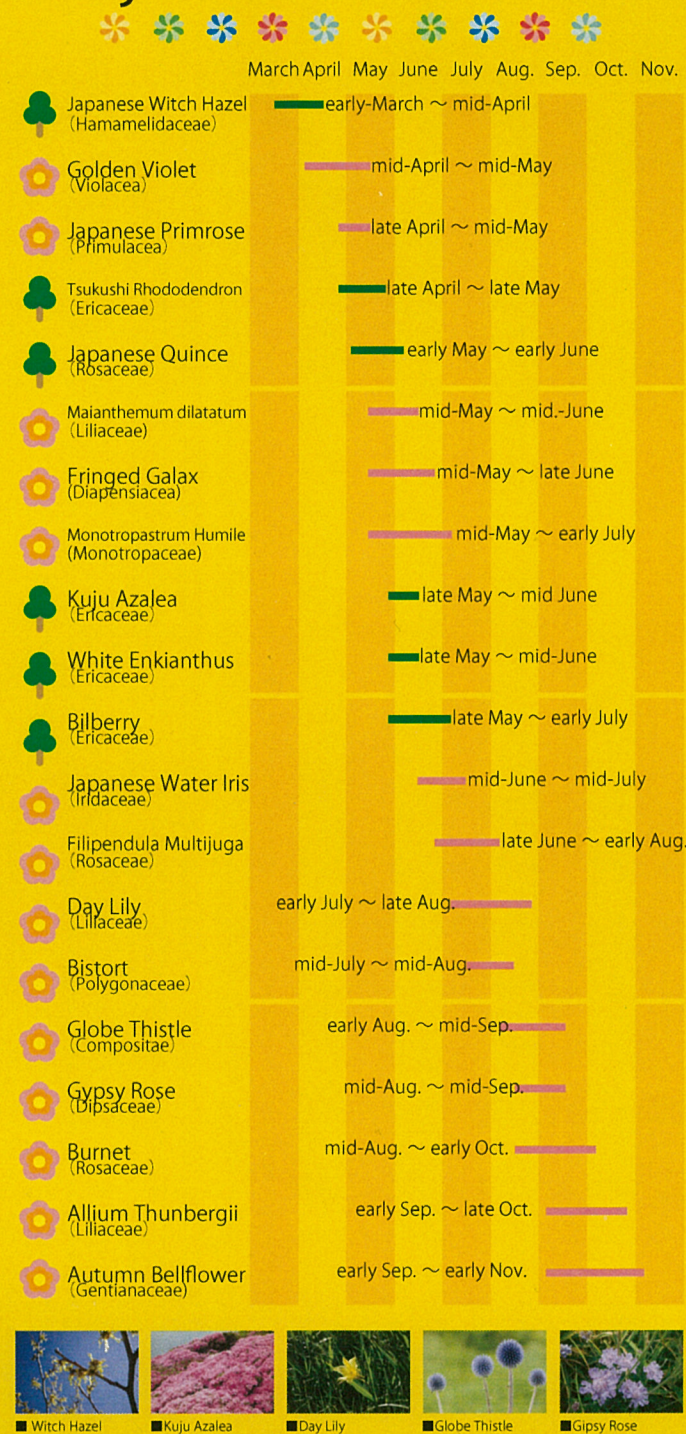 March April May June July Aug. Sep. Oct. Nov.
Japanese Witch Hazel early-March ～ mid-April
(Hamamelidaceae)
Golden Violet mid-April ～ mid-May
(Violacea)
Japanese Primrose late April ～ mid-May
(Primulacea)
Tsukushi Rhododendron late April ～ late May
(Ericaceae)
Japanese Quince early May ～ early June
(Rosaceae)
Maianthemum dilatatum mid-May ～ mid.-June
(Liliaceae)
Fringed Galax mid-May ～ late June
(Diapensiacea)
Monotropastrum Humile mid-May ～ early July
(Monotropaceae)
Kuju Azalea late May ～ mid June
(Ericaceae)
White Enkianthus late May ～ mid-June
(Ericaceae)
Bilberry late May ～ early July
(Ericaceae)
Japanese Water Iris mid-June ～ mid-July
(Iridaceae)
Filipendula Multijuga late June ～ early Aug.
(Rosaceae)
Day Lily early July ～ late Aug.
(Liliaceae)
Bistort mid-July ～ mid-Aug.
(Polygonaceae)
Globe Thistle early Aug. ～ mid-Sep.
(Compositae)
Gypsy Rose mid-Aug. ～ mid-Sep.
(Dipsaceae)
Burnet mid-Aug. ～ early Oct.
(Rosaceae)
Allium Thunbergii early Sep. ～ late Oct.
(Liliaceae)
Autumn Bellflower early Sep. ～ early Nov.
(Gentianaceae)
■ Witch Hazel ■Kuju Azalea ■Day Lily ■Globe Thistle ■Gipsy Rose